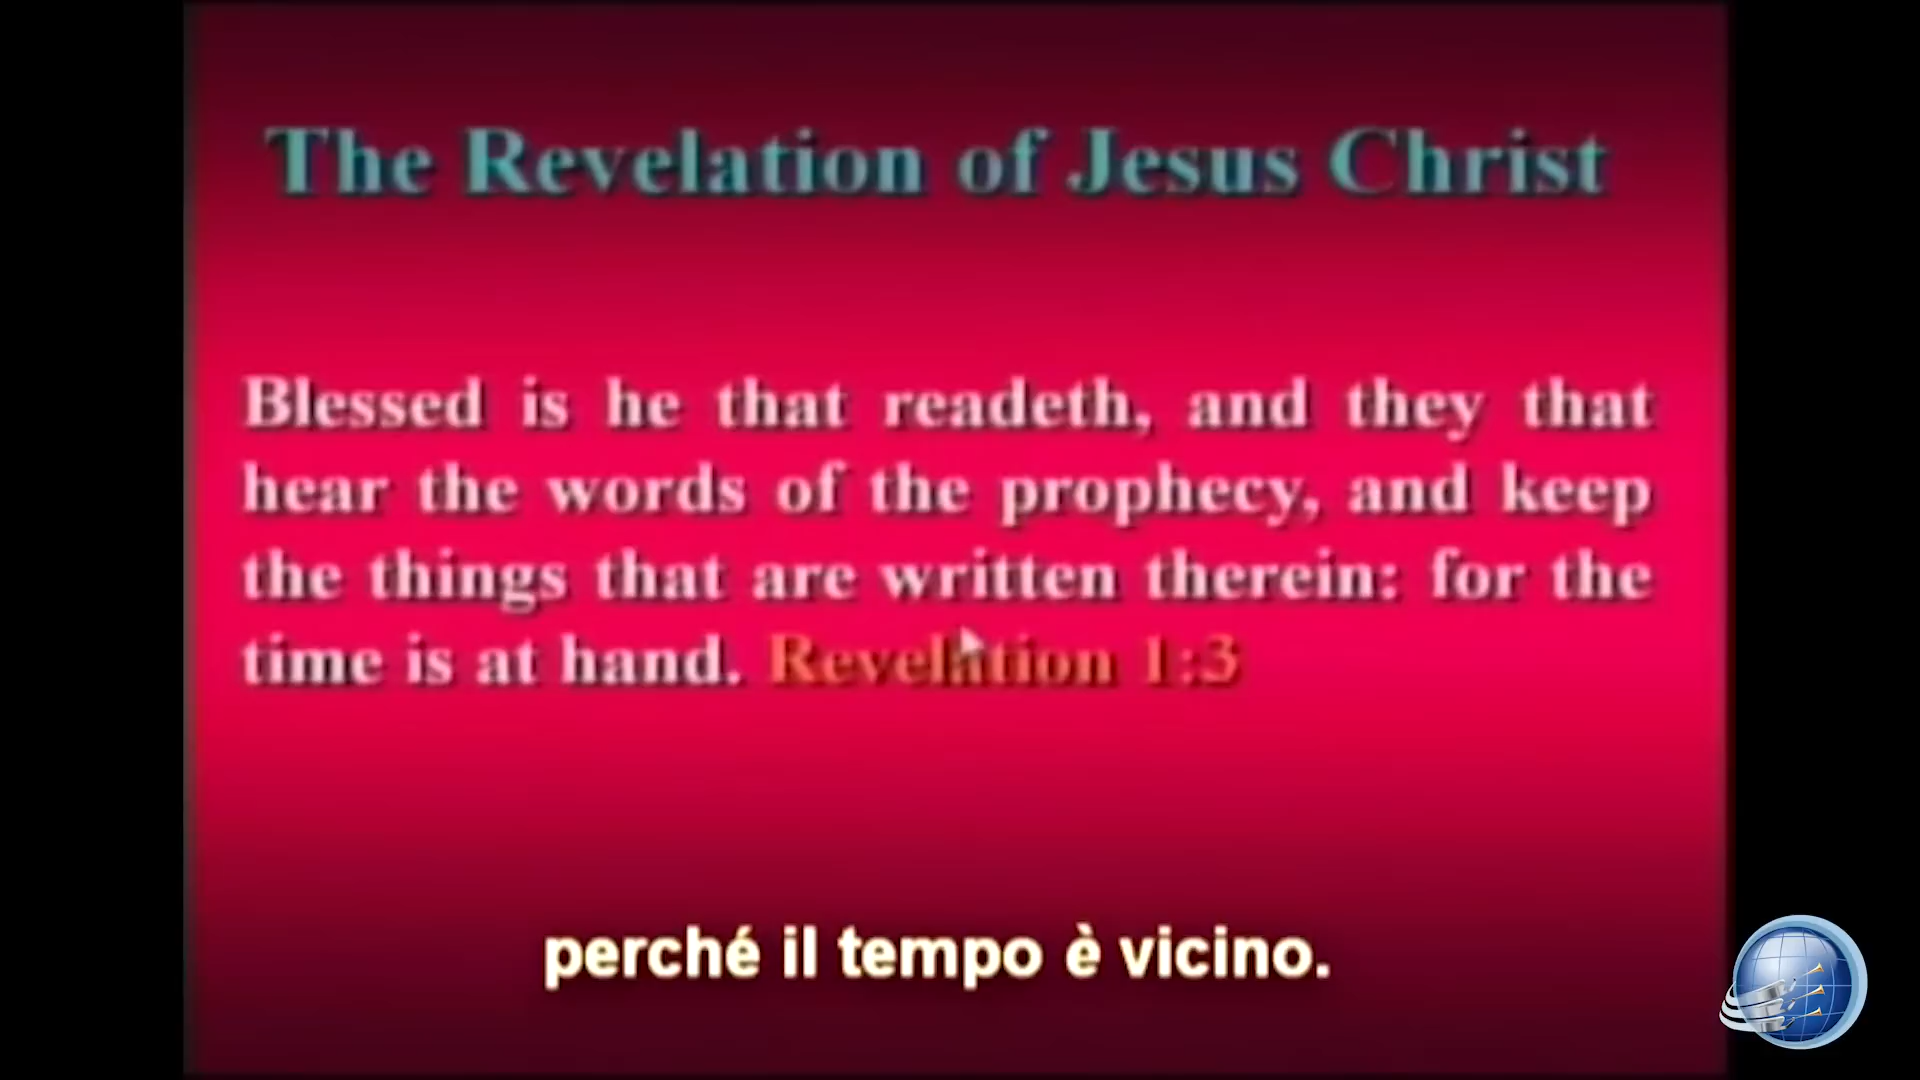 The Revelation of Jesus Christ
Blessed is he that readeth, and they that
hear the words of the prophecy, and keep
the things that are written therein: for the
time is at hand. Revelation 1:3
perché il tempo è vicino.